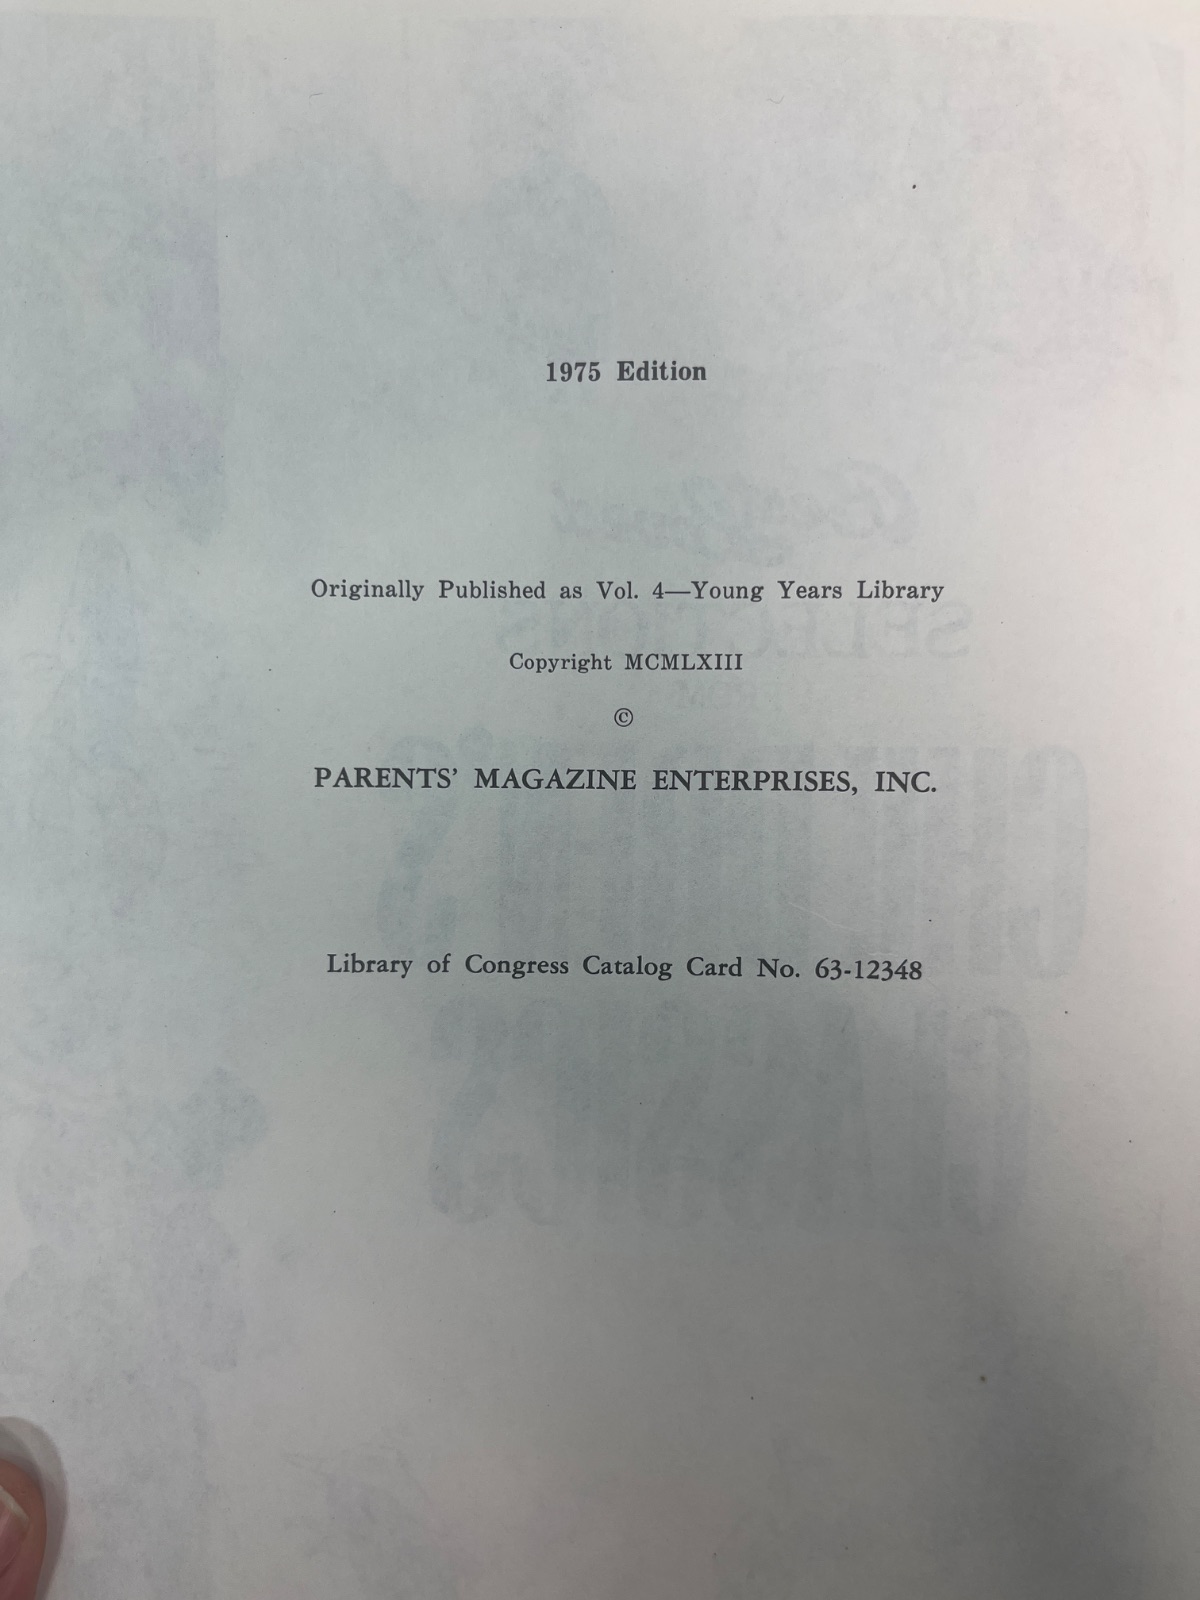 1975 Edition
Originally Published as Vol. 4—Young Years Library
Copyright MCMLXIII
©
PARENTS’ MAGAZINE ENTERPRISES, INC.
Library of Congress Catalog Card No. 63-12348